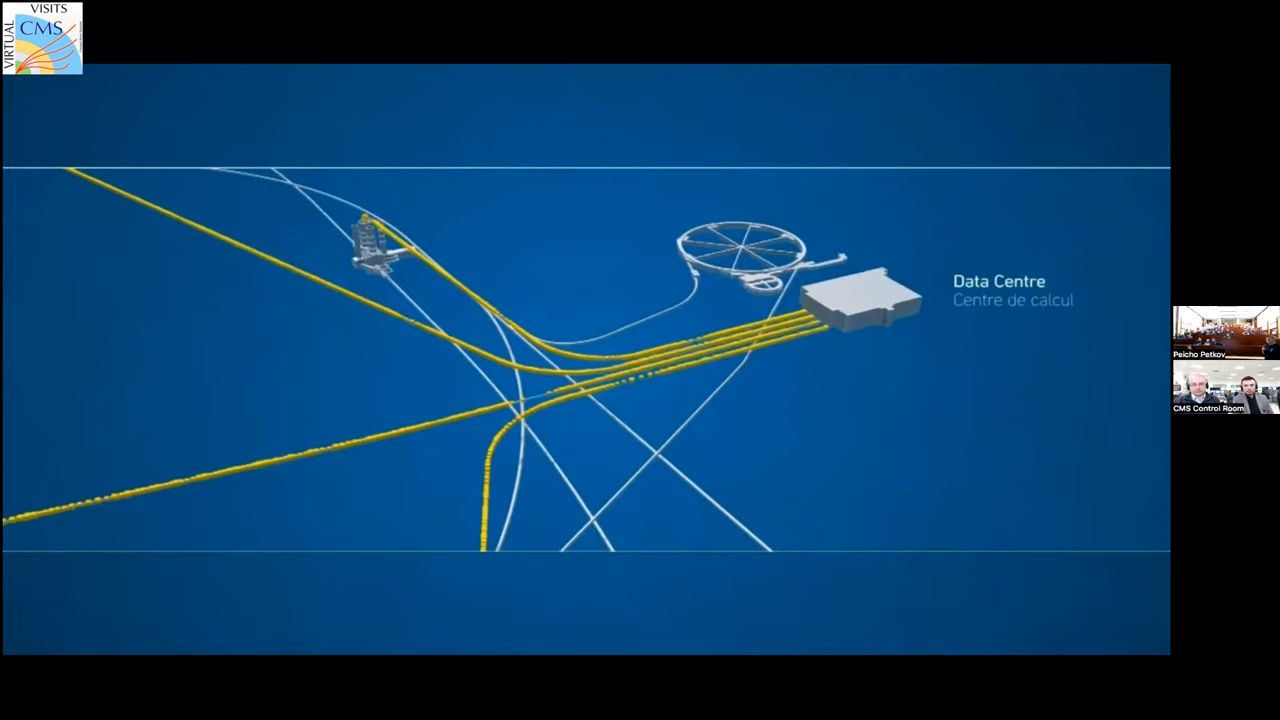 VISITS
CMS
VIRTUAL
Data Centre
Centre de calcul
Peicho Petkov
CMS Control Room